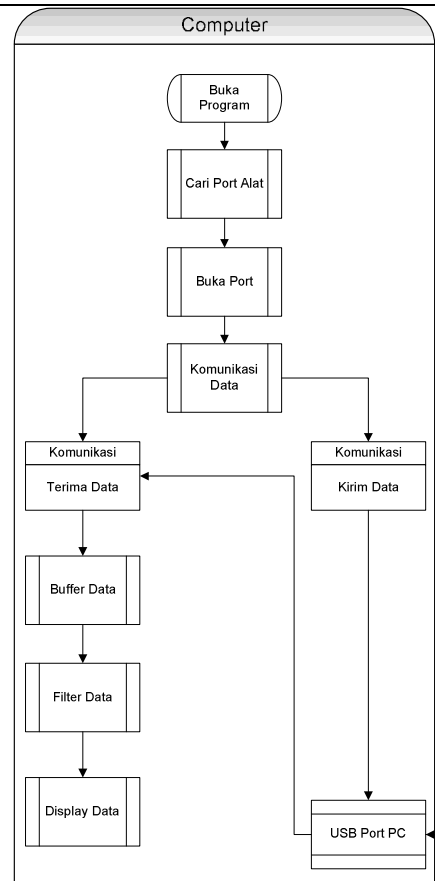 Computer
Buka
Program
Cari Port Alat
Buka Port
Komunikasi
Data
Komunikasi
Terima Data
Komunikasi
Kirim Data
Buffer Data
Filter Data
Display Data
USB Port PC